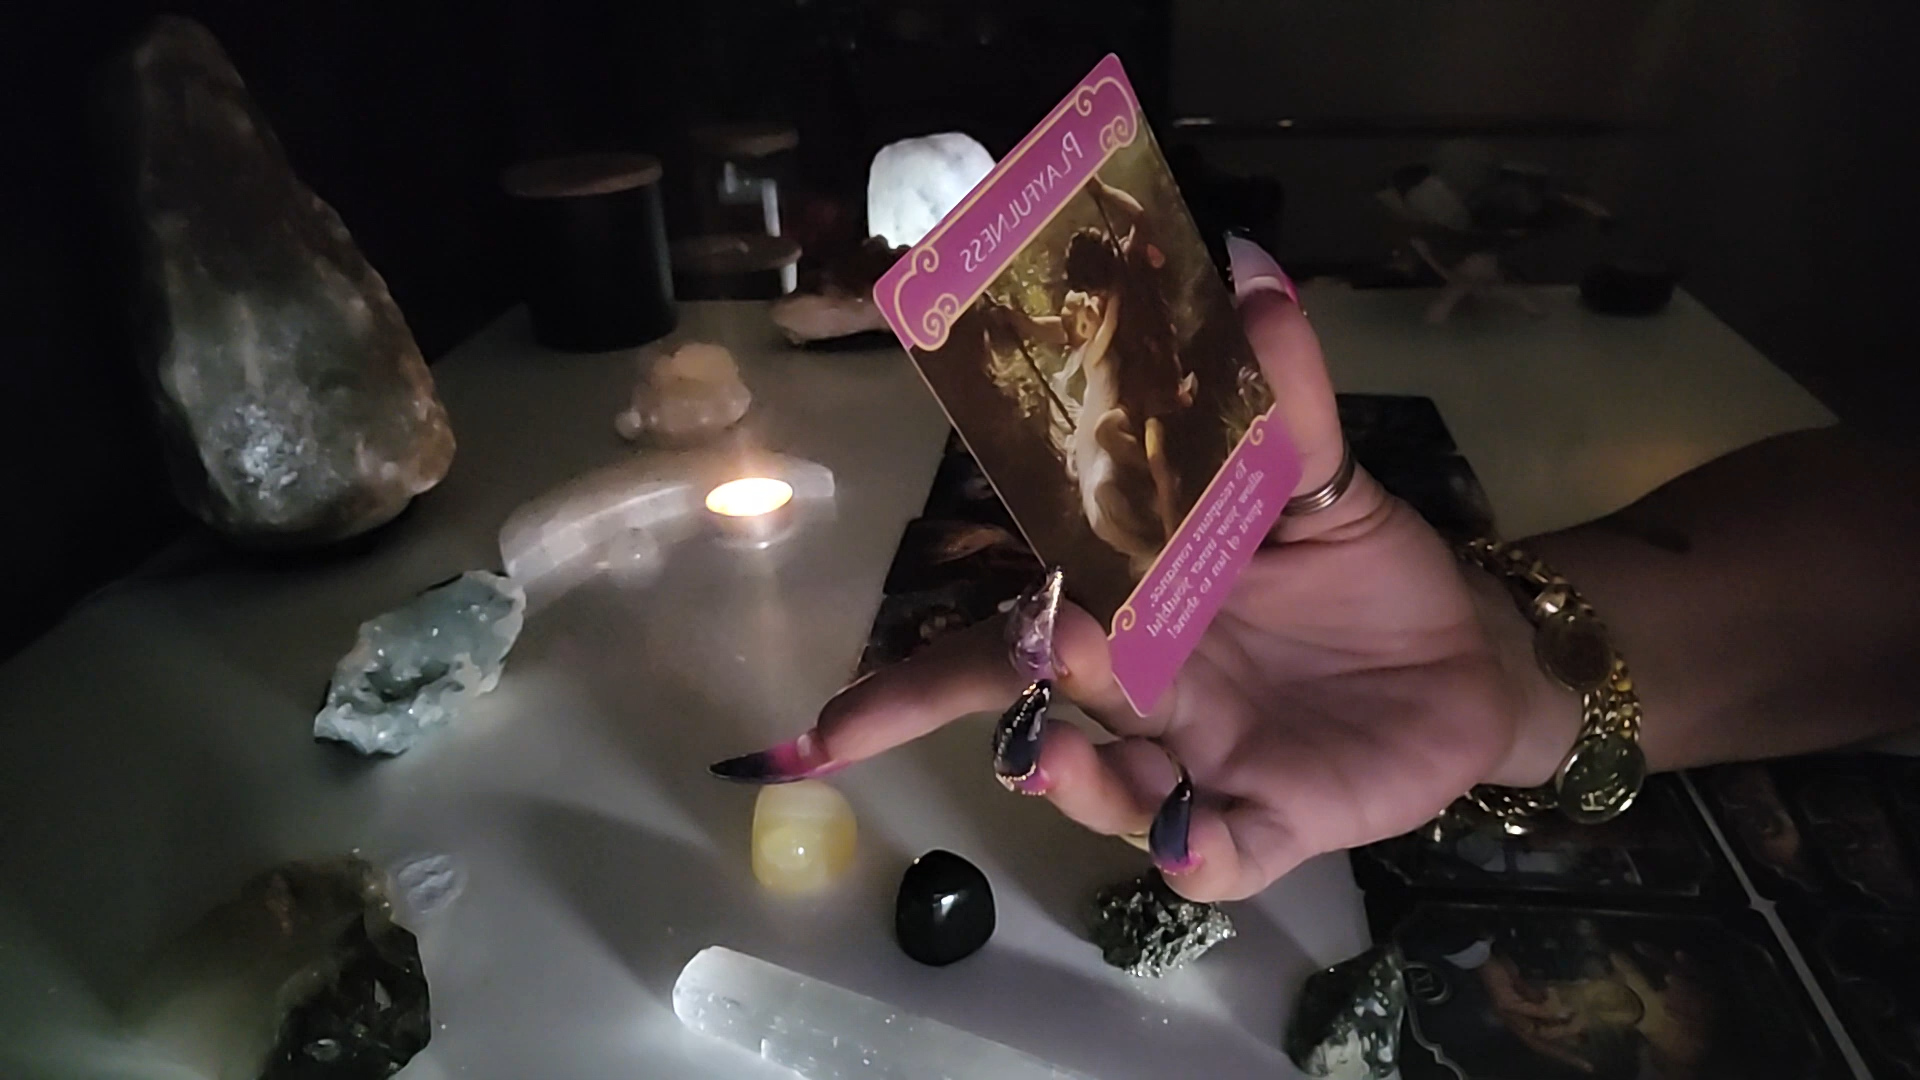 PLAYFULNESS
To recapture romance,
allow your inner youthful
spirit of fun to shine!